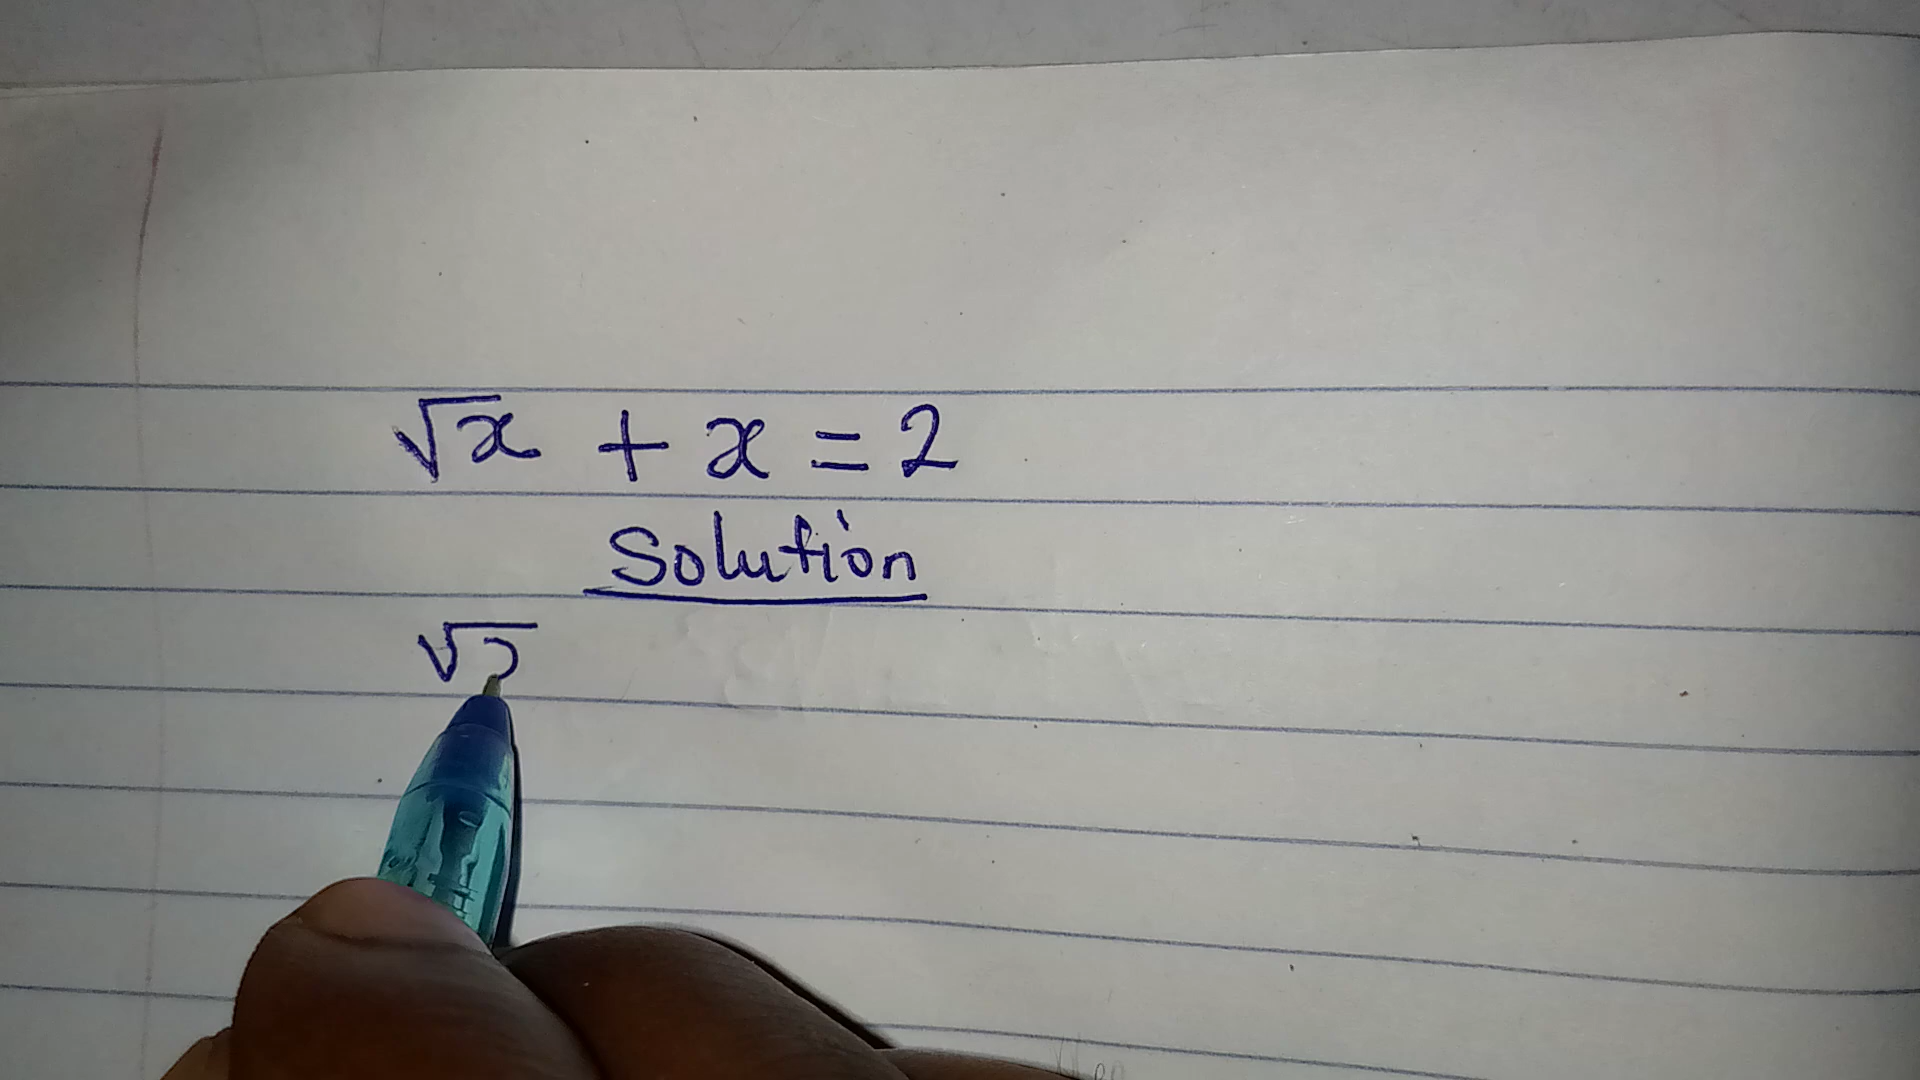 √x + x = 2
Solution
√